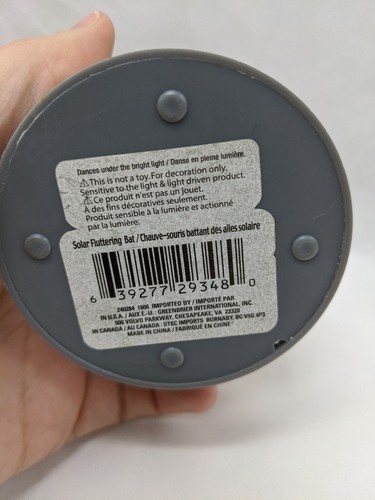 Dances under the bright light / Danse en pleine lumière.
⚠This is not a toy. For decoration only.
Sensitive to the light & light driven product.
⚠Ce produit n'est pas un jouet.
À des fins décoratives seulement.
Produit sensible à la lumière et actionné
par la lumière.
Solar Fluttering Bat / Chauve-souris battant dès ailes solaire
6 39277 29348 0
240284 1600 IMPORTED BY / IMPORTÉ PAR
IN U.S.A. / AUX É.-U. : GREENBRIER INTERNATIONAL, INC.
500 VOLVO PARKWAY, CHESAPEAKE, VA 23320
IN CANADA / AU CANADA : DTSC IMPORTS BURNABY, BC V5G 4P3
MADE IN CHINA / FABRIQUÉ EN CHINE